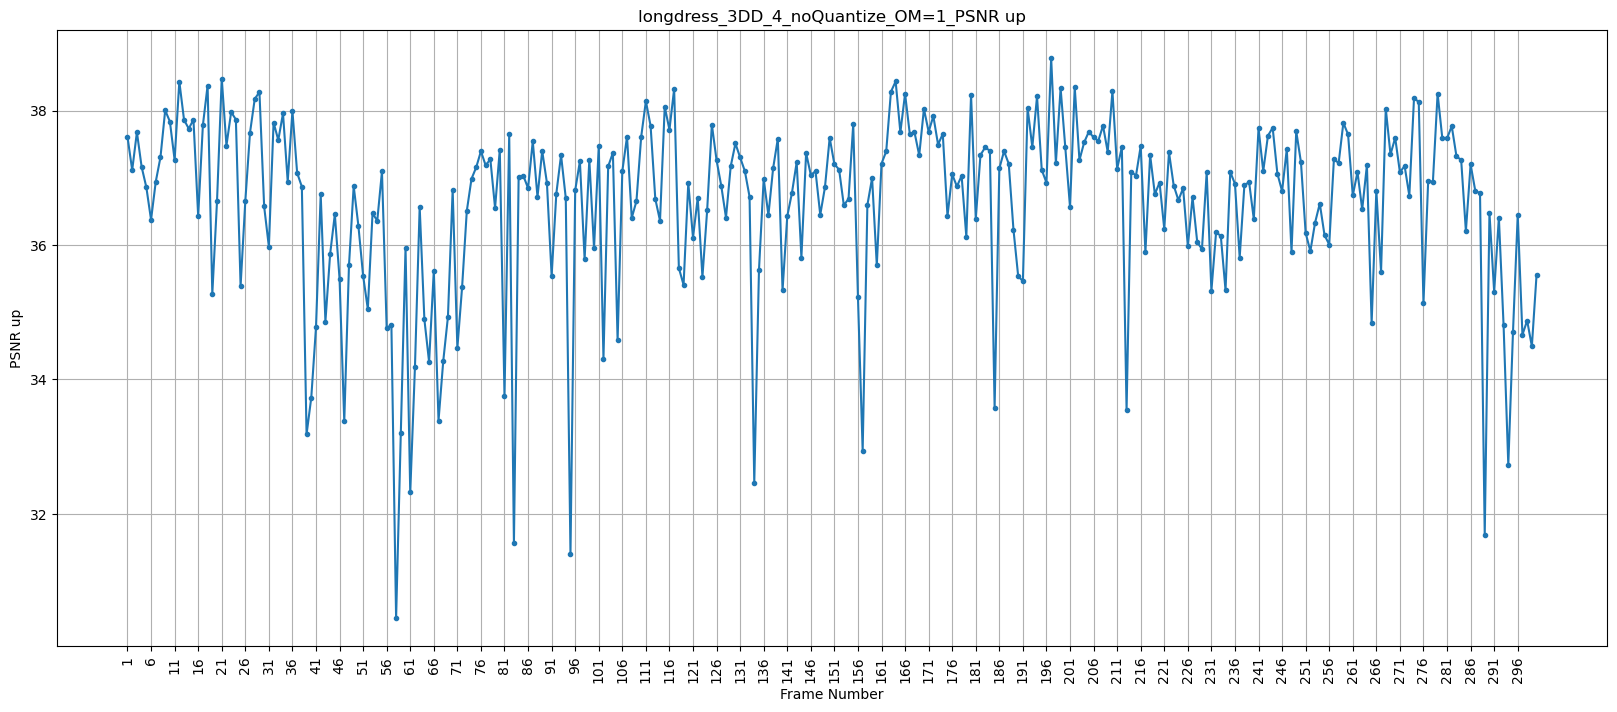 longdress_3DD_4_noQuantize_OM=1_PSNR up
PSNR up
38
36
34
32
1 6 11 16 21 26 31 36 41 46 51 56 61 66 71 76 81 86 91 96 101 106 111 116 121 126 131 136 141 146 151 156 161 166 171 176 181 186 191 196 201 206 211 216 221 226 231 236 241 246 251 256 261 266 271 276 281 286 291 296
Frame Number